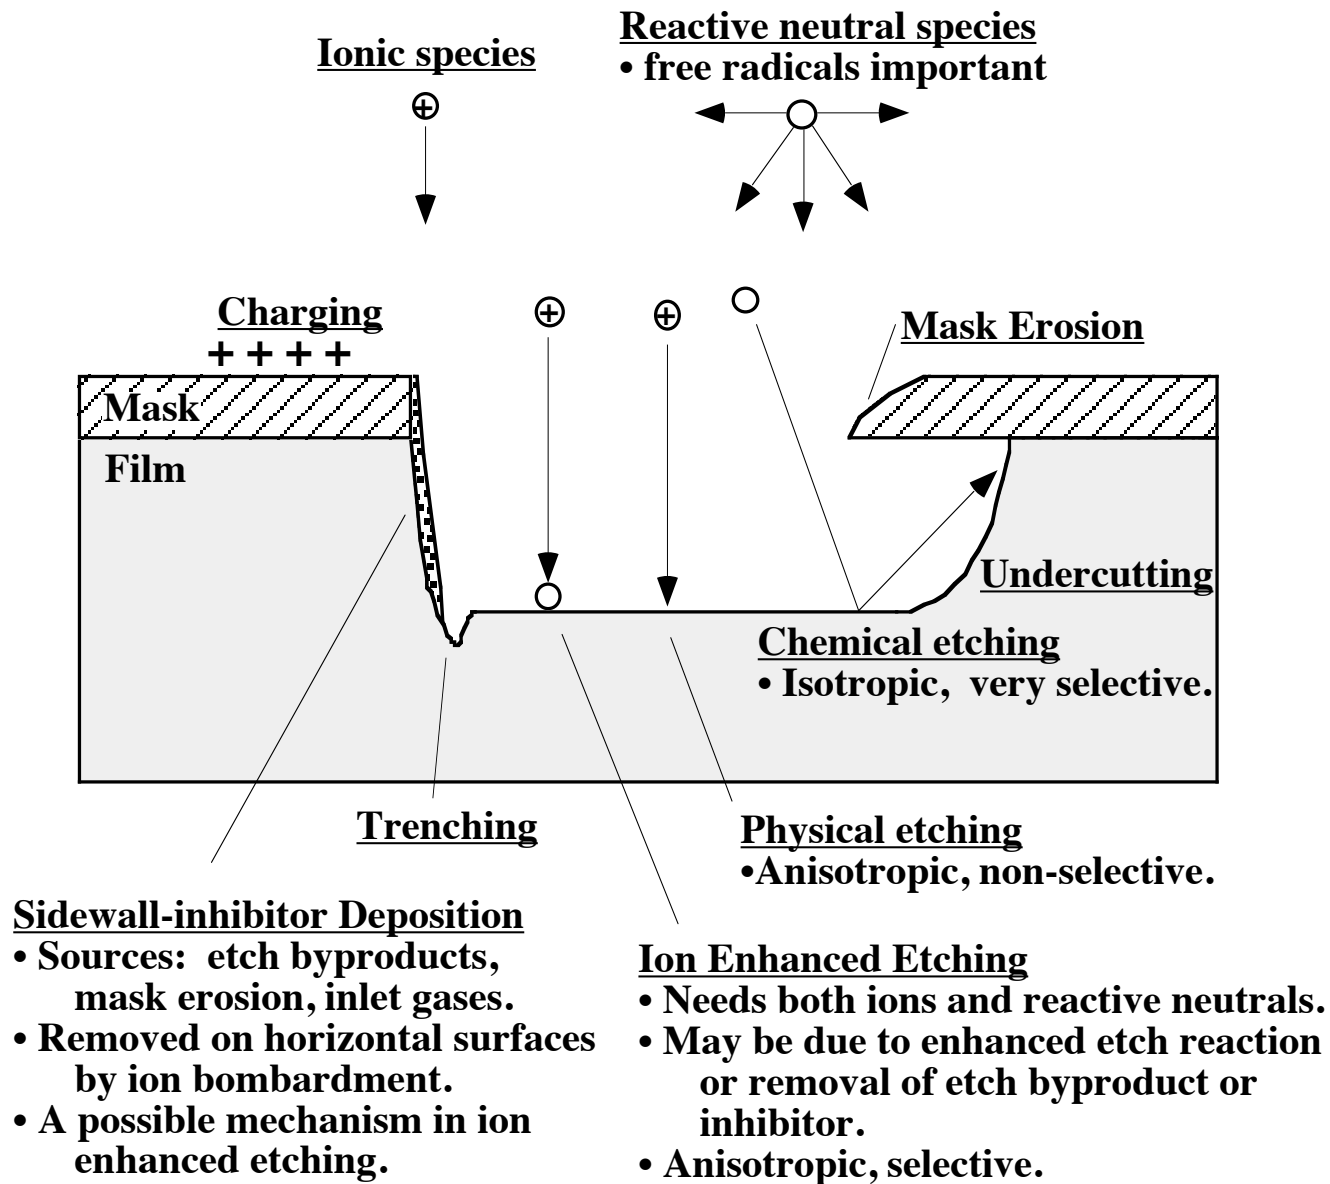 Ionic species
Reactive neutral species
• free radicals important
Charging
+ + + +
Mask Erosion
Mask
Film
Undercutting
Chemical etching
• Isotropic,  very selective.
Trenching
Physical etching
•Anisotropic, non-selective.
Sidewall-inhibitor Deposition
• Sources:  etch byproducts,
mask erosion, inlet gases.
• Removed on horizontal surfaces
by ion bombardment.
• A possible mechanism in ion
enhanced etching.
Ion Enhanced Etching
• Needs both ions and reactive neutrals.
• May be due to enhanced etch reaction
or removal of etch byproduct or
inhibitor.
• Anisotropic, selective.